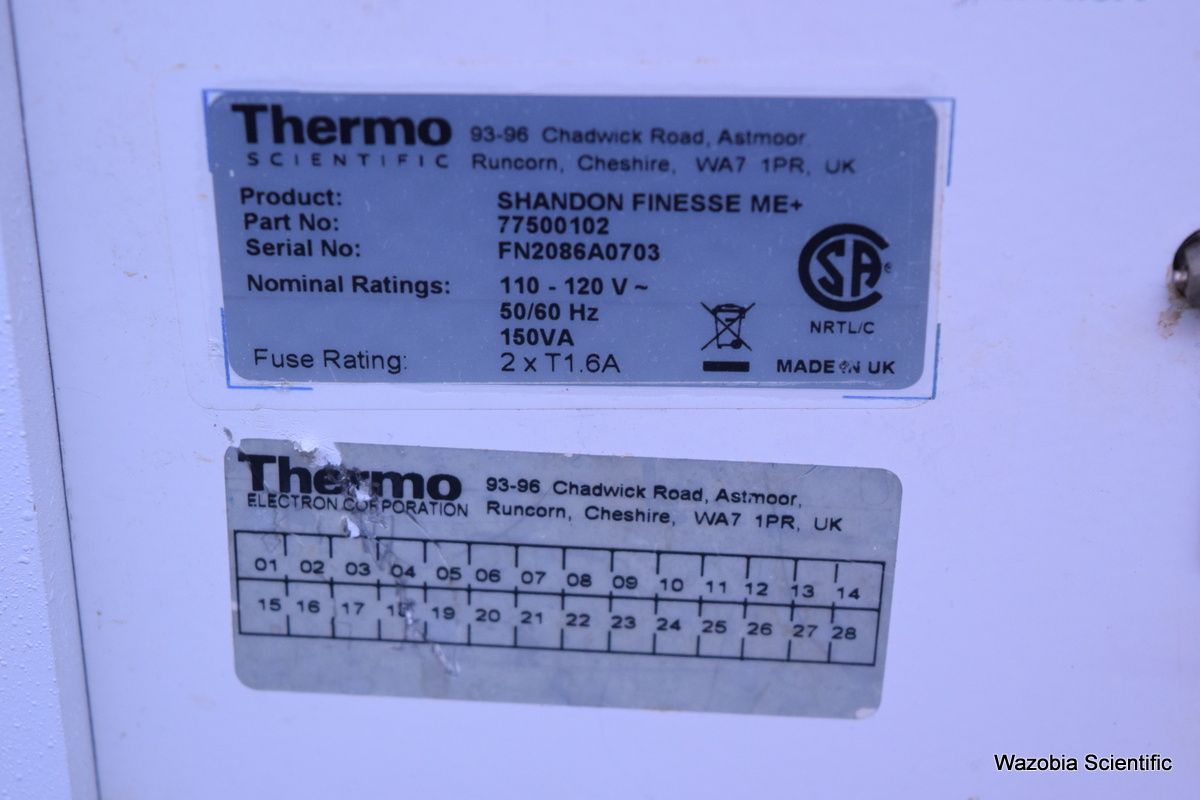 Thermo
SCIENTIFIC
93-96 Chadwick Road, Astmoor
Runcorn, Cheshire, WA7 1PR, UK
Product: SHANDON FINESSE ME+
Part No: 77500102
Serial No: FN2086A0703
Nominal Ratings: 110 - 120 V ~
50/60 Hz
150VA
Fuse Rating: 2 x T1.6A
SA
NRTL/C
MADE IN UK
Thermo
ELECTRON CORPORATION
93-96 Chadwick Road, Astmoor,
Runcorn, Cheshire, WA7 1PR, UK
01 02 03 04 05 06 07 08 09 10 11 12 13 14
15 16 17 18 19 20 21 22 23 24 25 26 27 28
Wazobia Scientific